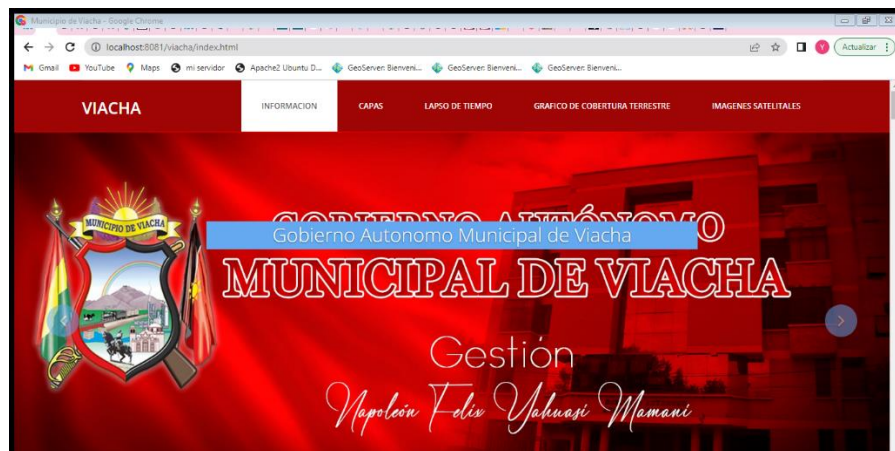 Municipio de Viacha - Google Chrome
localhost:8081/viacha/index.html
Actualizar
Gmail YouTube Maps mi servidor Apache2 Ubuntu D... GeoServer: Bienveni... GeoServer: Bienveni... GeoServer: Bienveni...
VIACHA INFORMACION CAPAS LAPSO DE TIEMPO GRAFICO DE COBERTURA TERRESTRE IMAGENES SATELITALES
MUNICIPIO DE VIACHA
GOBIERNO AUTÓNOMO
Gobierno Autonomo Municipal de Viacha
MUNICIPAL DE VIACHA
Gestión
Napoleón Felix Yahuasi Mamani